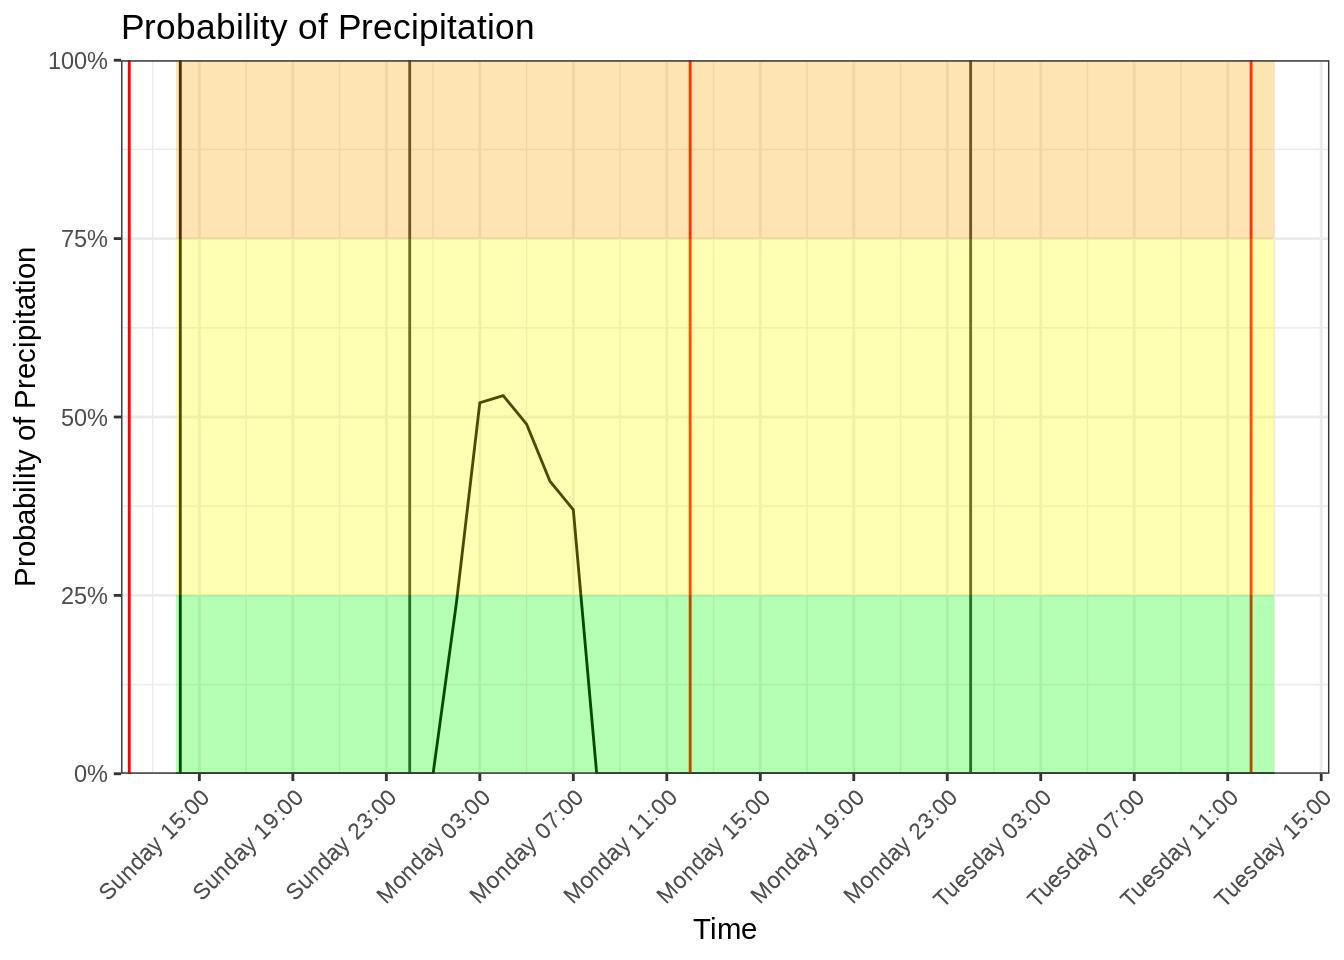 Probability of Precipitation
Probability of Precipitation
100%
75%
50%
25%
0%
Sunday 15:00
Sunday 19:00
Sunday 23:00
Monday 03:00
Monday 07:00
Monday 11:00
Monday 15:00
Monday 19:00
Monday 23:00
Tuesday 03:00
Tuesday 07:00
Tuesday 11:00
Tuesday 15:00
Time